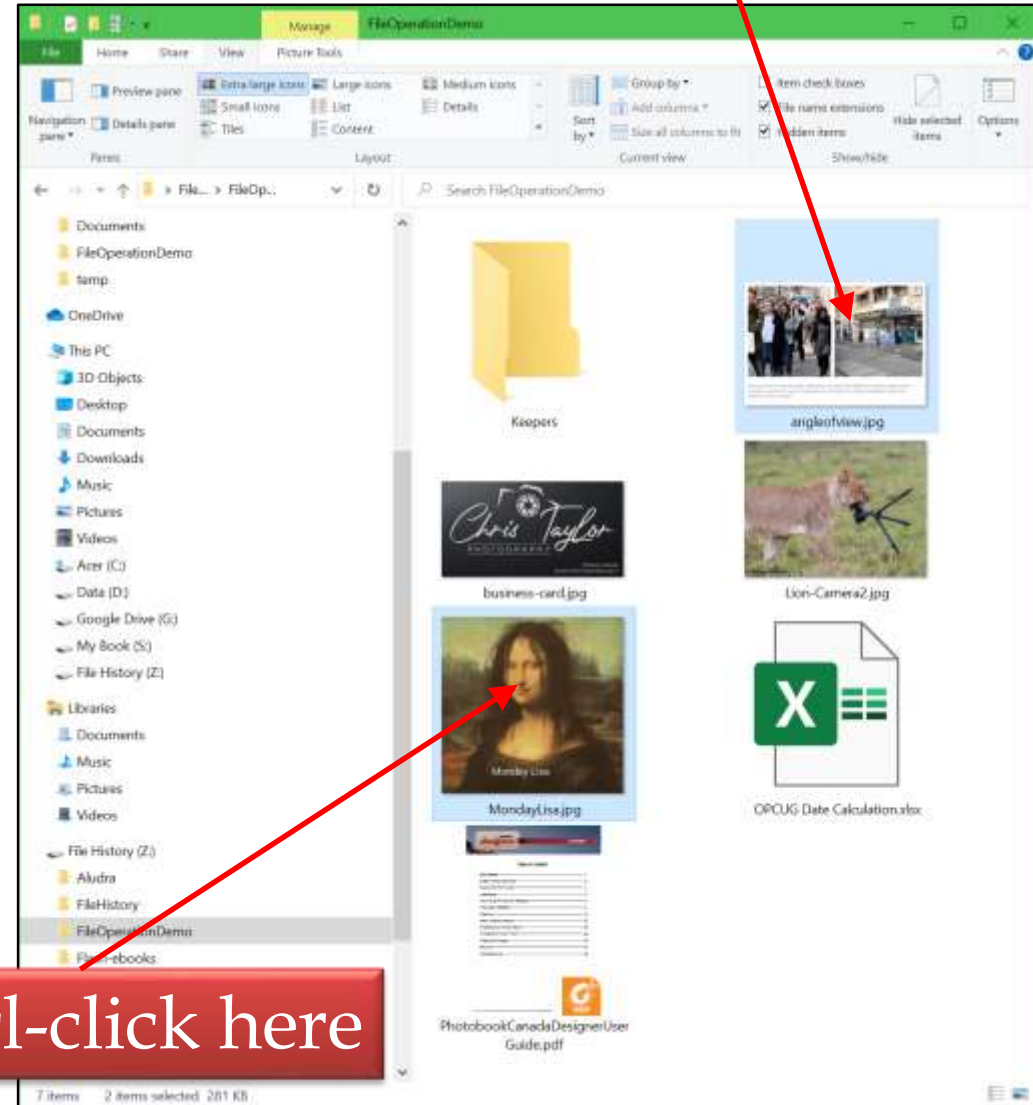 Manage FileOperationDemo
File Home Share View Picture Tools
Navigation pane
Preview pane
Details pane
Panes
Extra large icons Large icons Medium icons
Small icons List Details
Tiles Content
Layout
Sort by
Group by
Add columns
Size all columns to fit
Current view
Item check boxes
File name extensions
Hidden items
Hide selected items
Show/hide
Options
File... FileOp...
Search FileOperationDemo
Documents
FileOperationDemo
temp
OneDrive
This PC
3D Objects
Desktop
Documents
Downloads
Music
Pictures
Videos
Acer (C:)
Data (D:)
Google Drive (G:)
My Book (S:)
File History (Z:)
Libraries
Documents
Music
Pictures
Videos
File History (Z:)
Aludra
FileHistory
FileOperationDemo
Keepers
angleofview.jpg
Chris Taylor
PHOTOGRAPHY
business-card.jpg
Lion-Camera2.jpg
Monday Lisa
MondayLisa.jpg
X
OPCUG Date Calculation.xlsx
PhotobookCanadaDesignerUser
Guide.pdf
l-click here
7 items 2 items selected 281 KB